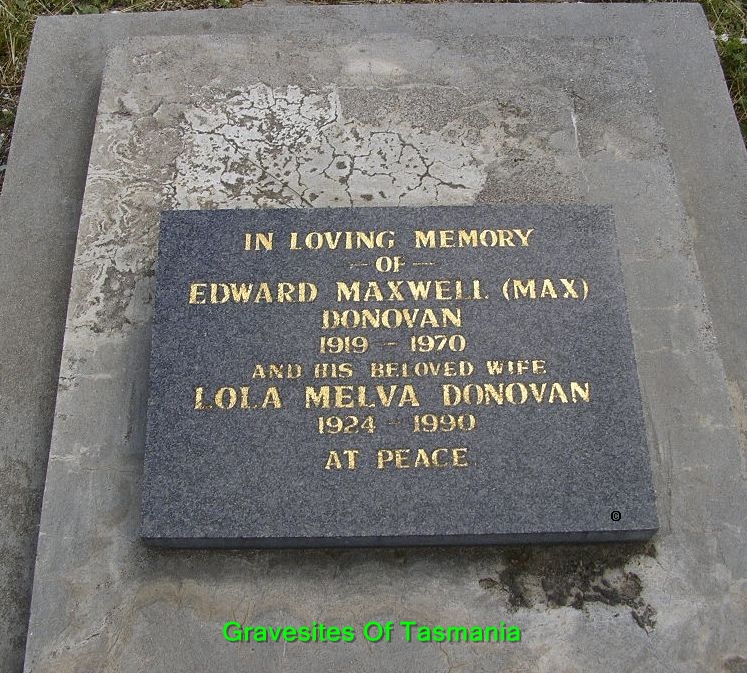 IN LOVING MEMORY
— OF —
EDWARD MAXWELL (MAX)
DONOVAN
1919 - 1970
AND HIS BELOVED WIFE
LOLA MELVA DONOVAN
1924 - 1990
AT PEACE
Gravesites Of Tasmania